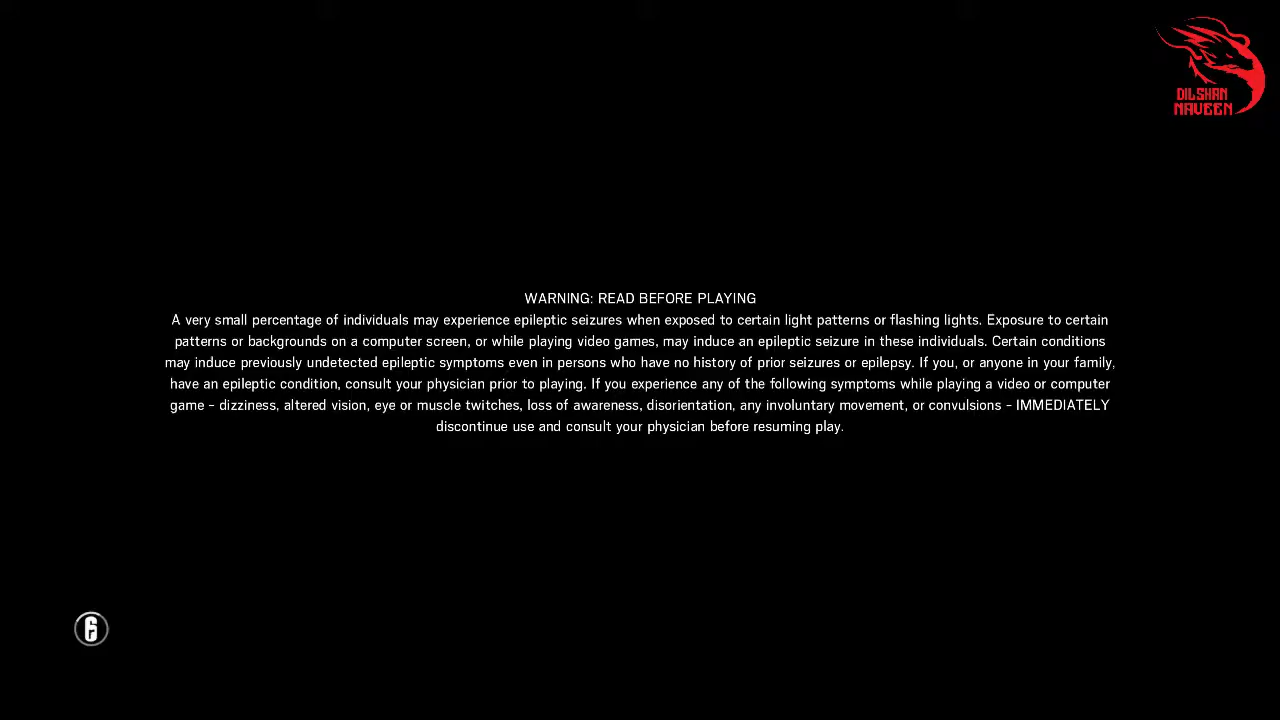 DILSHAN
NAVEEN
WARNING: READ BEFORE PLAYING
A very small percentage of individuals may experience epileptic seizures when exposed to certain light patterns or flashing lights. Exposure to certain
patterns or backgrounds on a computer screen, or while playing video games, may induce an epileptic seizure in these individuals. Certain conditions
may induce previously undetected epileptic symptoms even in persons who have no history of prior seizures or epilepsy. If you, or anyone in your family,
have an epileptic condition, consult your physician prior to playing. If you experience any of the following symptoms while playing a video or computer
game - dizziness, altered vision, eye or muscle twitches, loss of awareness, disorientation, any involuntary movement, or convulsions - IMMEDIATELY
discontinue use and consult your physician before resuming play.
6